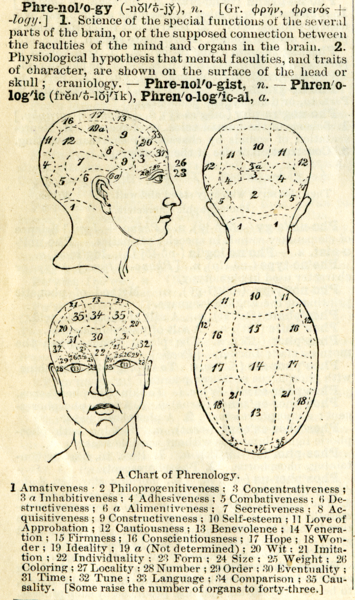 Phre-nol′o-gy (-nŏl′ō̇-jy̆), n. [Gr. φρήν, φρενός +
-logy.] 1. Science of the special functions of the several
parts of the brain, or of the supposed connection between
the faculties of the mind and organs in the brain. 2.
Physiological hypothesis that mental faculties, and traits
of character, are shown on the surface of the head or
skull; craniology. — Phre-nol′o-gist, n. — Phren′o-
log′ic (frĕn′ō̇-lŏj′ĭk), Phren′o-log′ic-al, a.
A Chart of Phrenology.
1 Amativeness · 2 Philoprogenitiveness; 3 Concentrativeness;
3 a Inhabitiveness; 4 Adhesiveness; 5 Combativeness; 6 De-
structiveness; 6 a Alimentiveness; 7 Secretiveness; 8 Ac-
quisitiveness; 9 Constructiveness; 10 Self-esteem; 11 Love of
Approbation; 12 Cautiousness; 13 Benevolence; 14 Venera-
tion; 15 Firmness; 16 Conscientiousness; 17 Hope; 18 Won-
der; 19 Ideality; 19 a (Not determined); 20 Wit; 21 Imita-
tion; 22 Individuality; 23 Form; 24 Size; 25 Weight; 26
Coloring; 27 Locality; 28 Number; 29 Order; 30 Eventuality;
31 Time; 32 Tune; 33 Language; 34 Comparison; 35 Cau-
sality. [Some raise the number of organs to forty-three.]